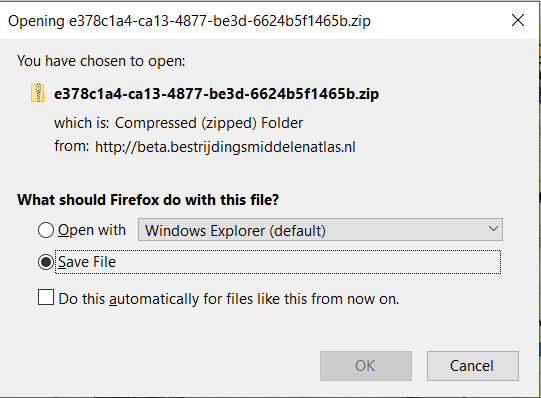 Opening e378c1a4-ca13-4877-be3d-6624b5f1465b.zip
You have chosen to open:
e378c1a4-ca13-4877-be3d-6624b5f1465b.zip
which is: Compressed (zipped) Folder
from: http://beta.bestrijdingsmiddelenatlas.nl
What should Firefox do with this file?
Open with Windows Explorer (default)
Save File
Do this automatically for files like this from now on.
OK Cancel